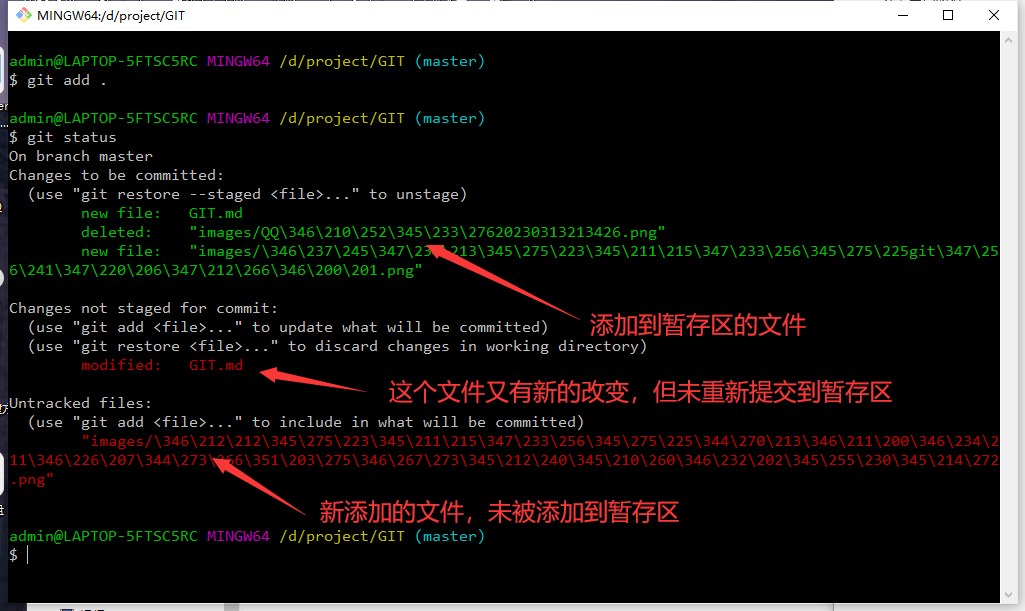 MINGW64:/d/project/GIT
admin@LAPTOP-5FTSC5RC MINGW64 /d/project/GIT (master)
$ git add .
admin@LAPTOP-5FTSC5RC MINGW64 /d/project/GIT (master)
$ git status
On branch master
Changes to be committed:
(use "git restore --staged <file>..." to unstage)
new file: GIT.md
deleted: "images/QQ\346\210\252\345\233\27620230313213426.png"
new file: "images/\346\237\245\347\23 213\345\275\223\345\211\215\347\233\256\345\275\225git\347\25
6\241\347\220\206\347\212\266\346\200\201.png"
添加到暂存区的文件
Changes not staged for commit:
(use "git add <file>..." to update what will be committed)
(use "git restore <file>..." to discard changes in working directory)
modified: GIT.md
这个文件又有新的改变，但未重新提交到暂存区
Untracked files:
(use "git add <file>..." to include in what will be committed)
"images/\346\212\212\345\275\223\345\211\215\347\233\256\345\275\225\344\270\213\346\211\200\346\234\2
11\346\226\207\344\273\266\351\203\275\346\267\273\345\212\240\345\210\260\346\232\202\345\255\230\345\214\272
.png"
新添加的文件，未被添加到暂存区
admin@LAPTOP-5FTSC5RC MINGW64 /d/project/GIT (master)
$